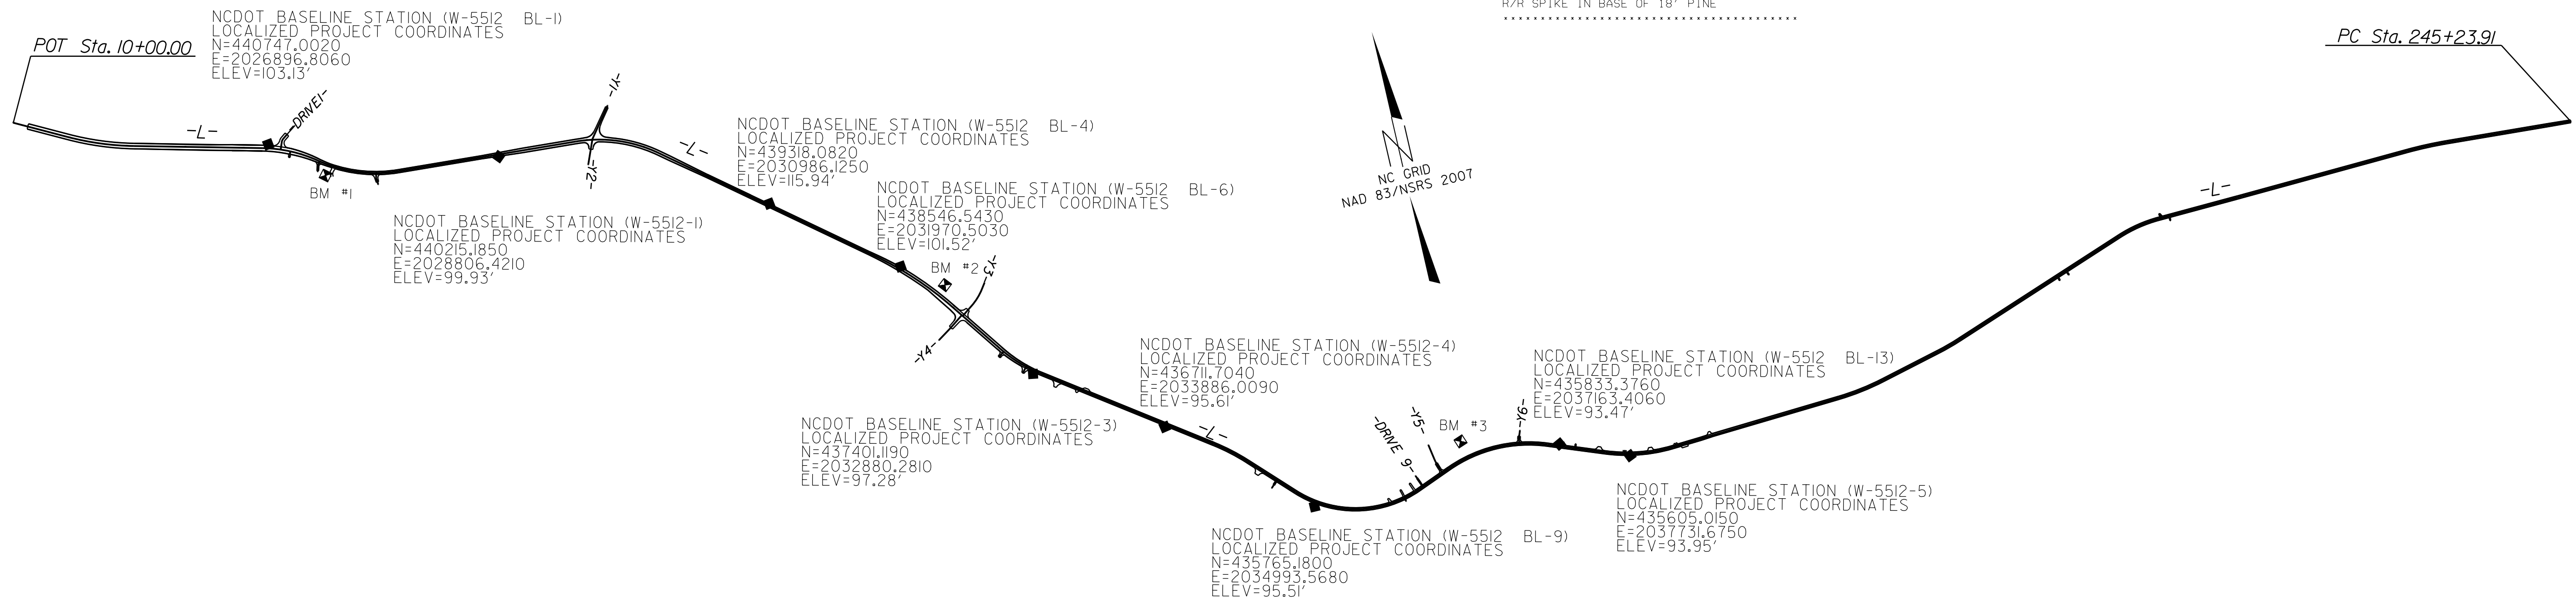 R/R SPIKE IN BASE OF 18' PINE
****************************************
POT Sta. 10+00.00
NCDOT BASELINE STATION (W-5512 BL-1)
LOCALIZED PROJECT COORDINATES
N=440747.0020
E=2026896.8060
ELEV=103.13'
PC Sta. 245+23.91
-L-
-DRIVE1-
BM #1
-Y1-
-Y2-
-L-
NCDOT BASELINE STATION (W-5512 BL-4)
LOCALIZED PROJECT COORDINATES
N=439318.0820
E=2030986.1250
ELEV=115.94'
NC GRID
NAD 83/NSRS 2007
-L-
NCDOT BASELINE STATION (W-5512-1)
LOCALIZED PROJECT COORDINATES
N=440215.1850
E=2028806.4210
ELEV=99.93'
NCDOT BASELINE STATION (W-5512 BL-6)
LOCALIZED PROJECT COORDINATES
N=438546.5430
E=2031970.5030
ELEV=101.52'
BM #2
-Y3-
-Y4-
NCDOT BASELINE STATION (W-5512-4)
LOCALIZED PROJECT COORDINATES
N=436711.7040
E=2033886.0090
ELEV=95.61'
NCDOT BASELINE STATION (W-5512 BL-13)
LOCALIZED PROJECT COORDINATES
N=435833.3760
E=2037163.4060
ELEV=93.47'
NCDOT BASELINE STATION (W-5512-3)
LOCALIZED PROJECT COORDINATES
N=437401.1190
E=2032880.2810
ELEV=97.28'
-L-
-DRIVE 9-
-Y5-
BM #3
-Y6-
NCDOT BASELINE STATION (W-5512-5)
LOCALIZED PROJECT COORDINATES
N=435605.0150
E=2037731.6750
ELEV=93.95'
NCDOT BASELINE STATION (W-5512 BL-9)
LOCALIZED PROJECT COORDINATES
N=435765.1800
E=2034993.5680
ELEV=95.51'